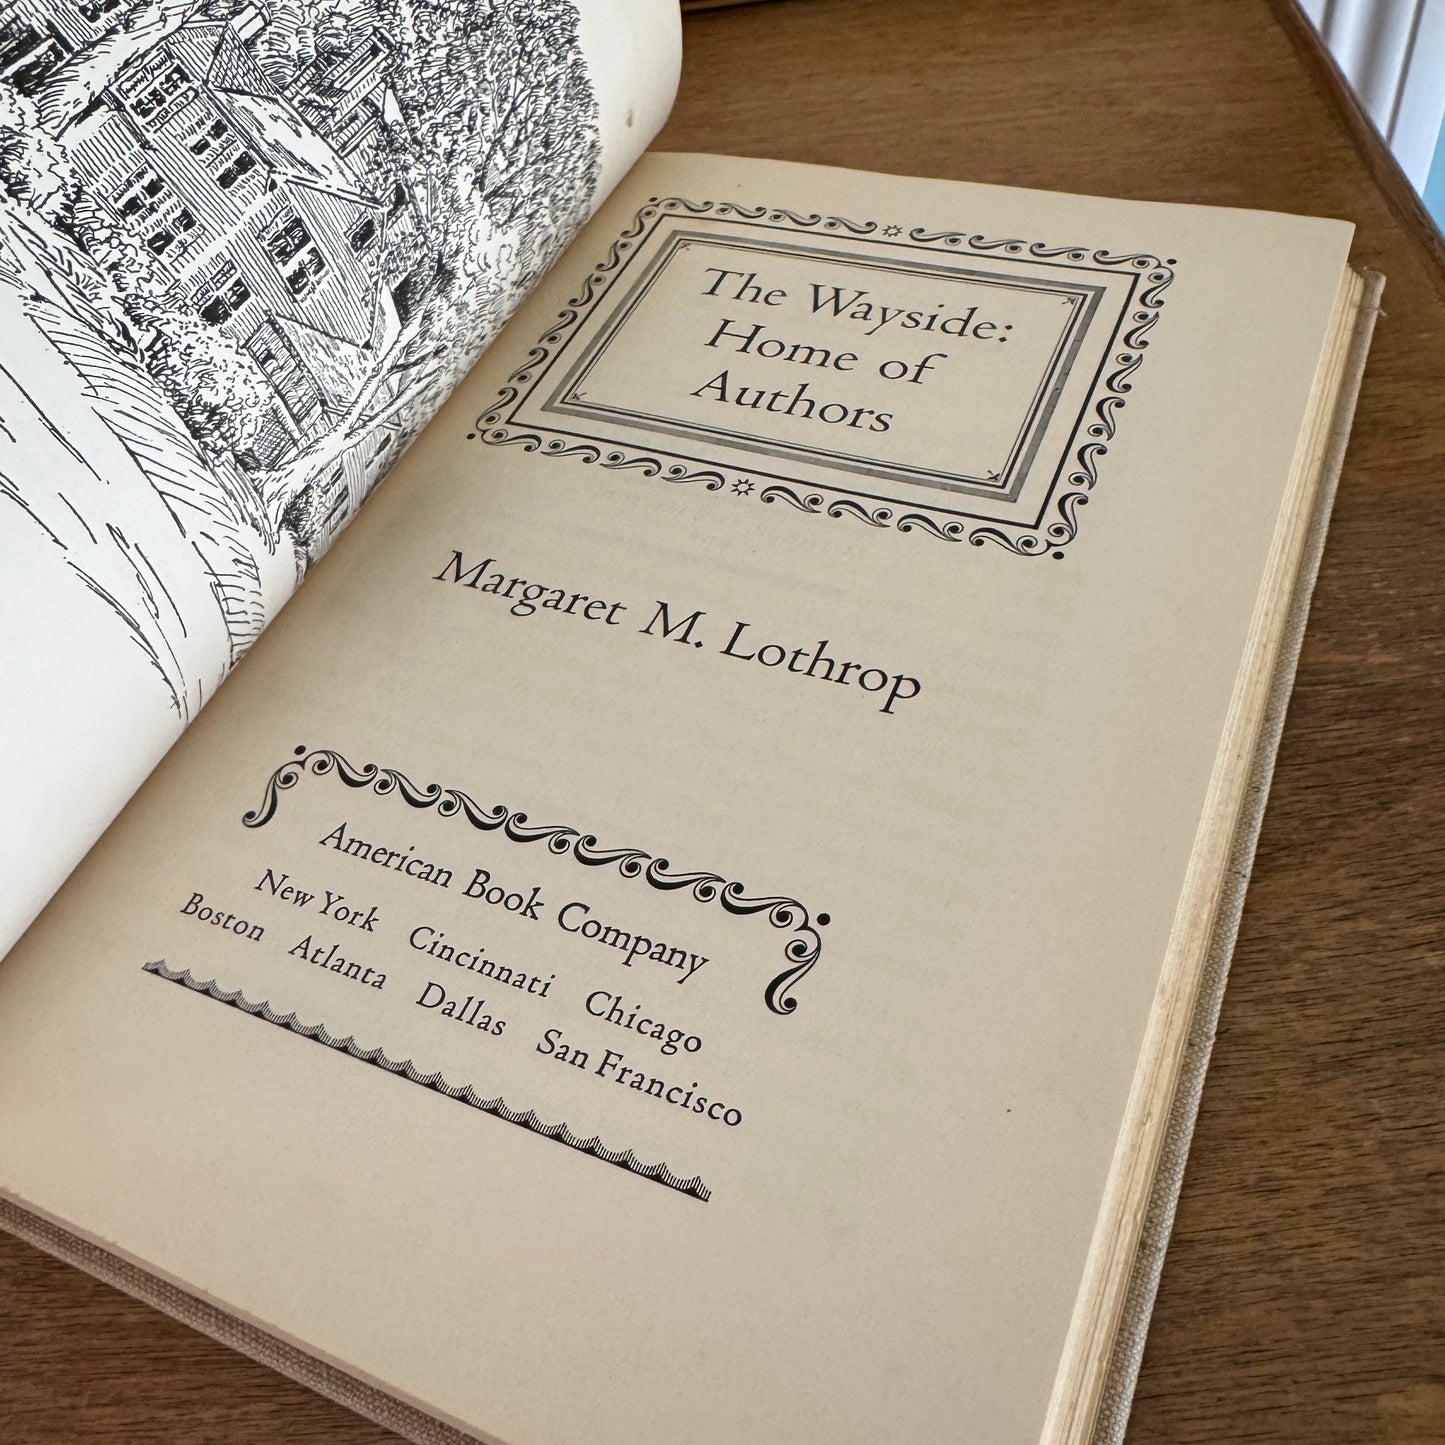 The Wayside:
Home of
Authors
Margaret M. Lothrop
American Book Company
New York Cincinnati Chicago
Boston Atlanta Dallas San Francisco